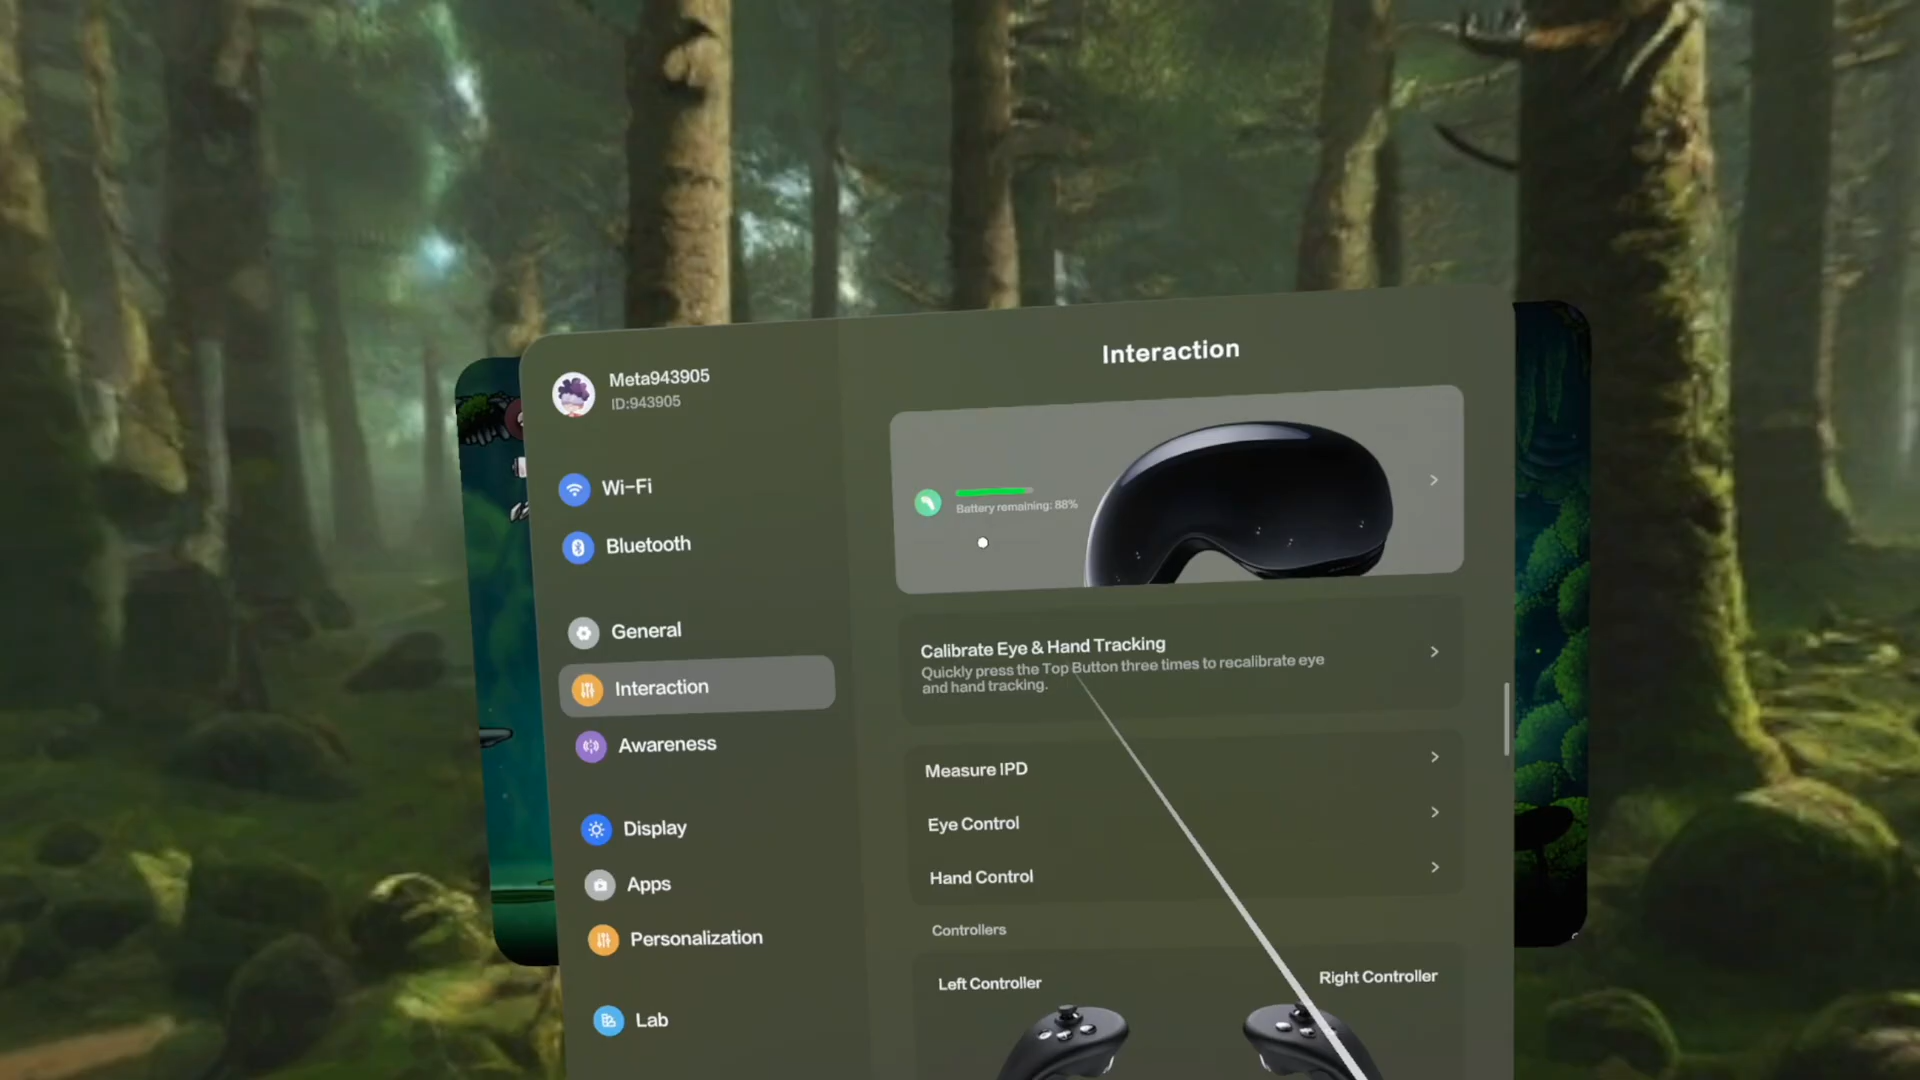 Meta943905
ID:943905
Wi-Fi
Bluetooth
General
Interaction
Awareness
Display
Apps
Personalization
Lab
Interaction
Battery remaining: 88%
Calibrate Eye & Hand Tracking
Quickly press the Top Button three times to recalibrate eye
and hand tracking.
Measure IPD
Eye Control
Hand Control
Controllers
Left Controller
Right Controller